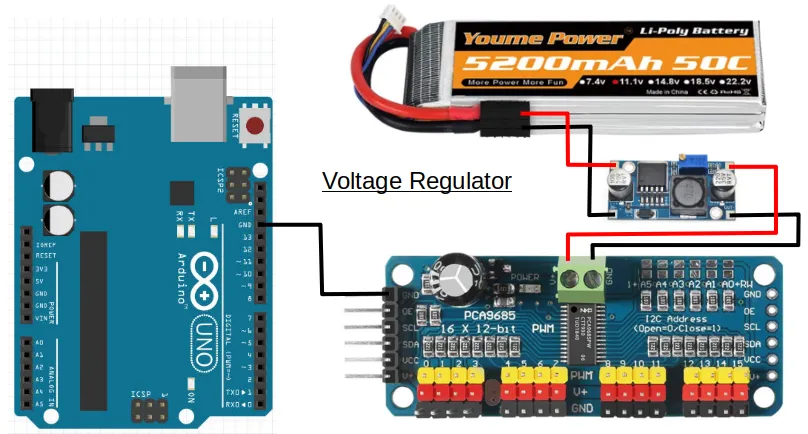 Youme Power
Li-Poly Battery
5200mAh 50C
More Power More Fun
7.4v 11.1v 14.8v 18.5v 22.2v
Made in China
Voltage Regulator
RESET
ICSP2
AREF
GND
13
12
11
10
9
8
7
6
5
4
3
2
TXD 1
RXD 0
DIGITAL (PWM~)
L
TX
RX
Arduino
UNO
ON
ICSP
IOREF
RESET
3V3
5V
GND
GND
VIN
POWER
A0
A1
A2
A3
A4
A5
ANALOG IN
POWER
V+
GND
PCA9685
16 X 12-bit PWM
I+ A5 A4 A3 A2 A1 A0+RW
I2C Address
(Open=0/Close=1)
GND
OE
SCL
SDA
VCC
V+
GND
OE
SCL
SDA
VCC
V+
0 1 2 3 4 5 6 7 8 9 10 11 12 13 14 15
PWM
V+
GND